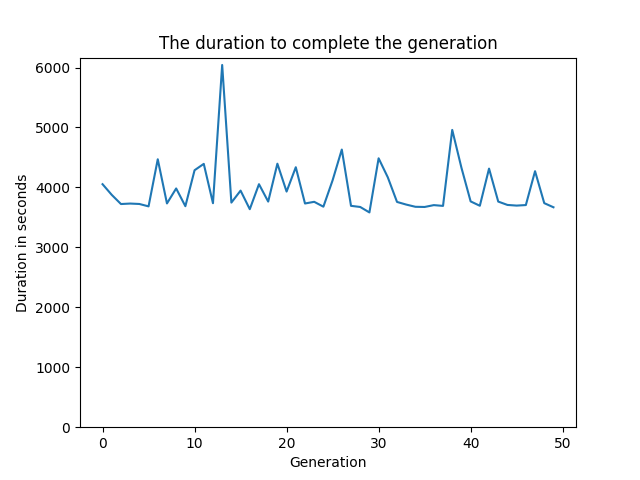 The duration to complete the generation
6000
5000
4000
3000
2000
1000
0
Duration in seconds
0 10 20 30 40 50
Generation